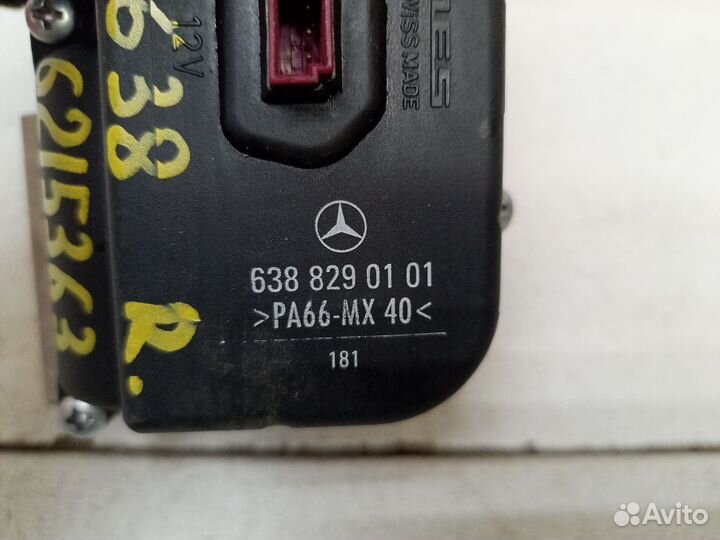 638
6215363
R.
12V
SWISS MADE
638 829 01 01
>PA66-MX 40<
181
Avito